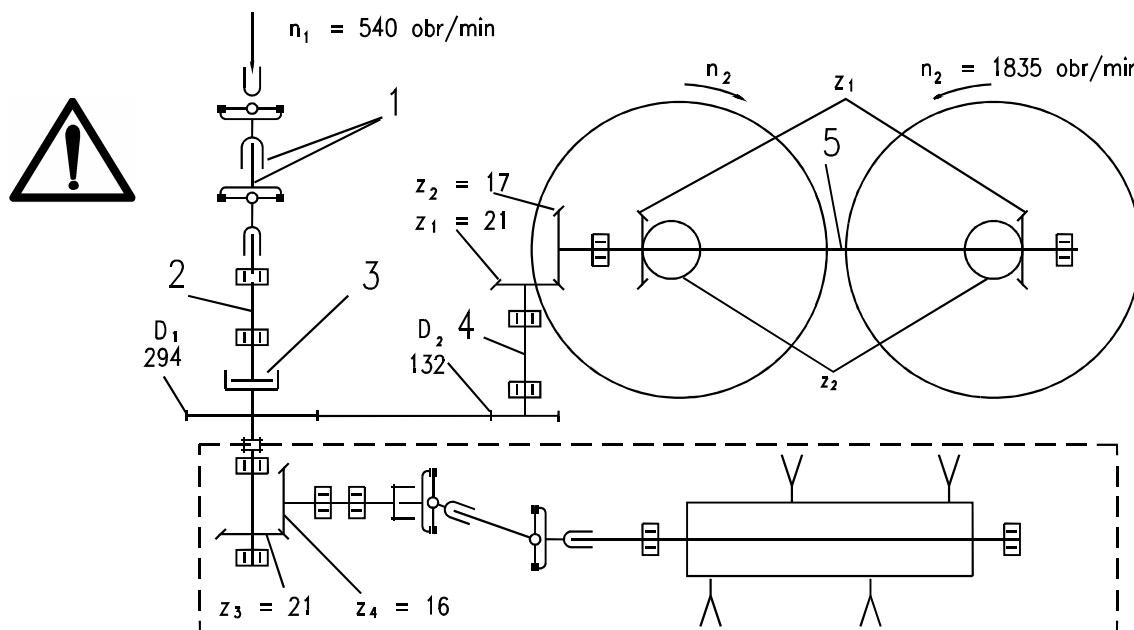 n₁ = 540 obr/min
n₂
n₂ = 1835 obr/min
z₁
1
5
z₂ = 17
z₁ = 21
2
3
D₁
294
D₂
132
4
z₂
z₃ = 21
z₄ = 16